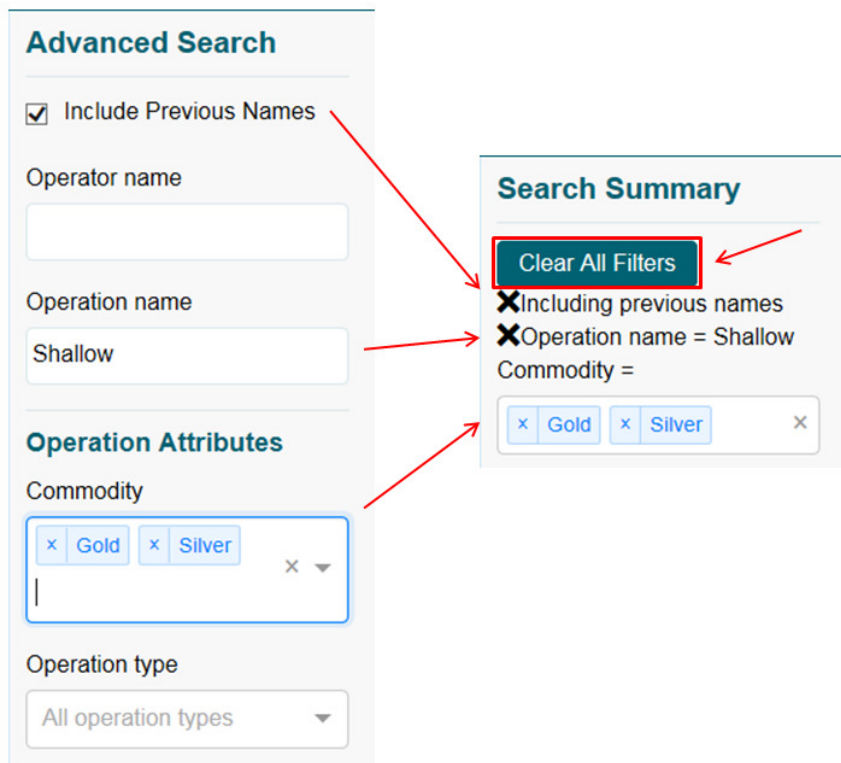 Advanced Search
Include Previous Names
Operator name
Operation name
Shallow
Operation Attributes
Commodity
× Gold × Silver
Operation type
All operation types
Search Summary
Clear All Filters
Including previous names
Operation name = Shallow
Commodity =
× Gold × Silver